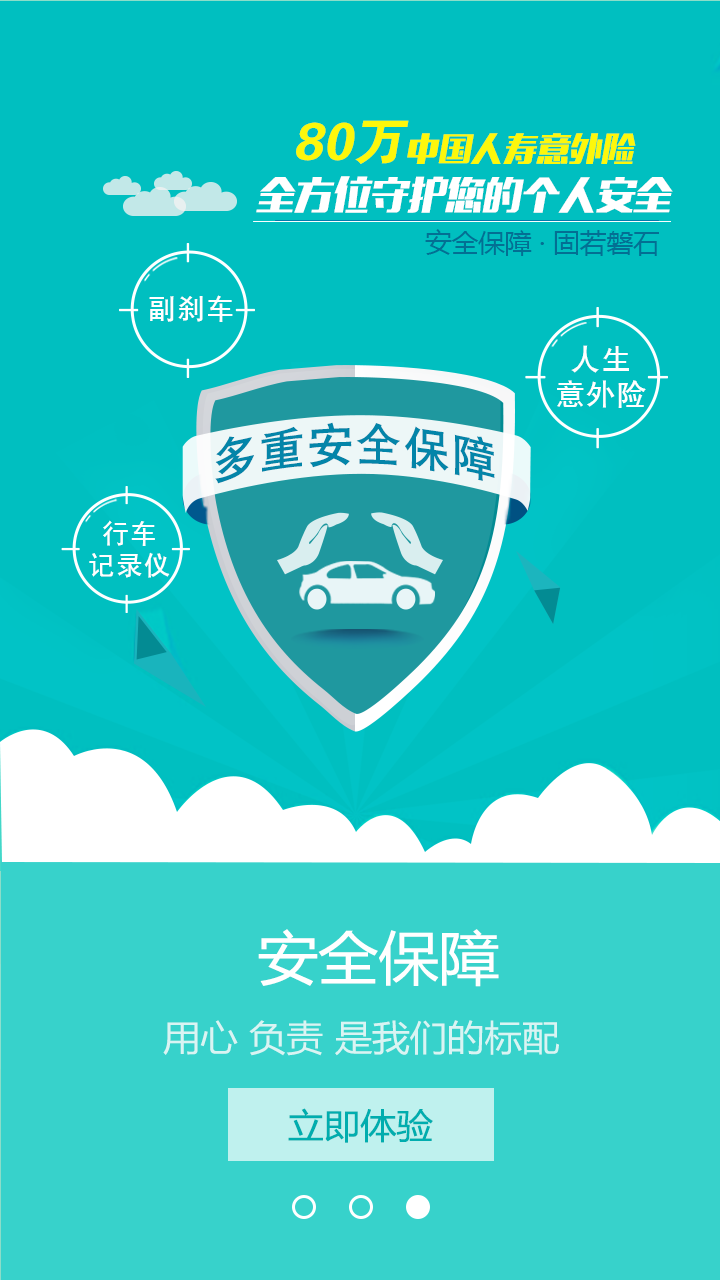 80万中国人寿意外险
全方位守护您的个人安全
安全保障·固若磐石
副刹车
人生
意外险
多重安全保障
行车
记录仪
安全保障
用心 负责 是我们的标配
立即体验